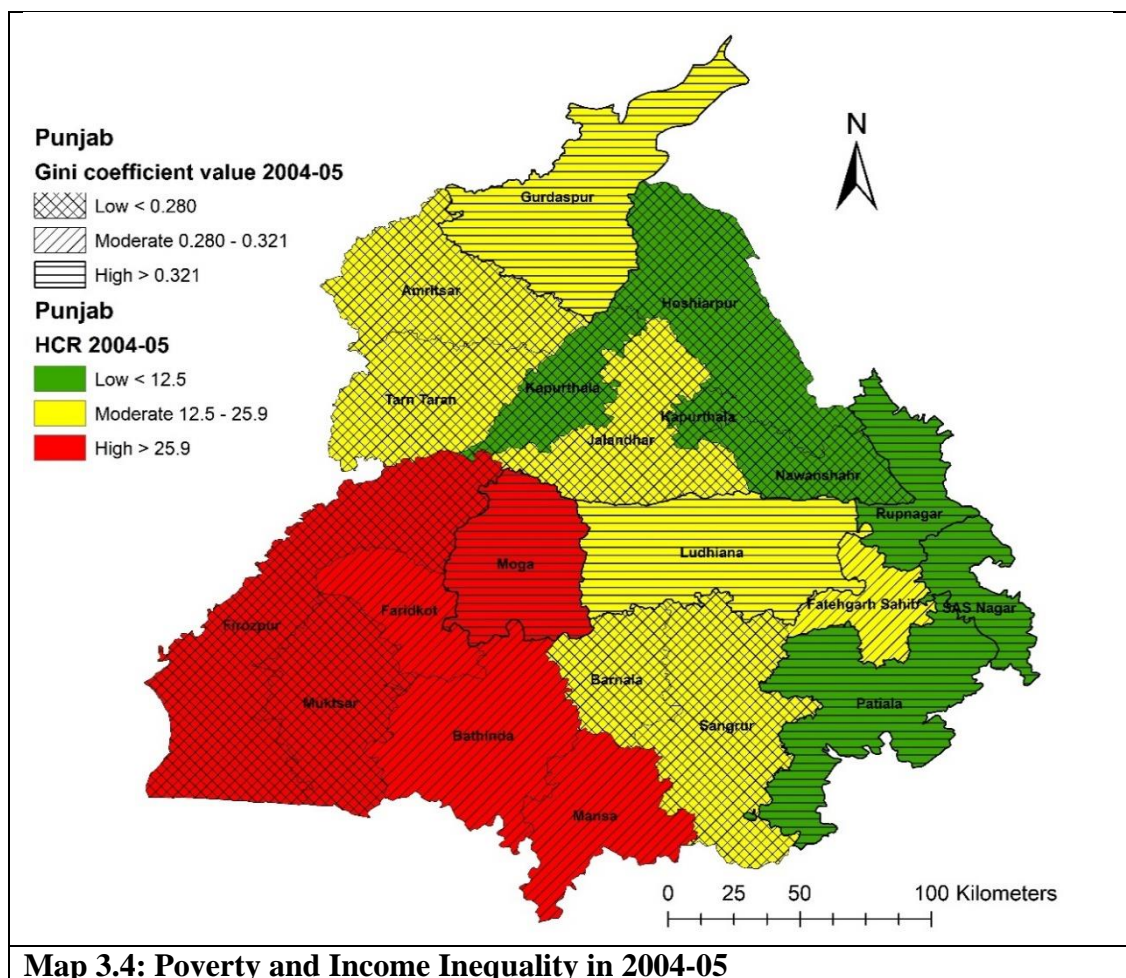 Punjab
Gini coefficient value 2004-05
Low < 0.280
Moderate 0.280 - 0.321
High > 0.321
Punjab
HCR 2004-05
Low < 12.5
Moderate 12.5 - 25.9
High > 25.9
N
Gurdaspur
Amritsar
Hoshiarpur
Tarn Taran
Kapurthala
Kapurthala
Jalandhar
Nawanshahr
Rupnagar
Ludhiana
Moga
Fatehgarh Sahib
SAS Nagar
Faridkot
Firozpur
Barnala
Muktsar
Sangrur
Patiala
Bathinda
Mansa
0 25 50 100 Kilometers
Map 3.4: Poverty and Income Inequality in 2004-05